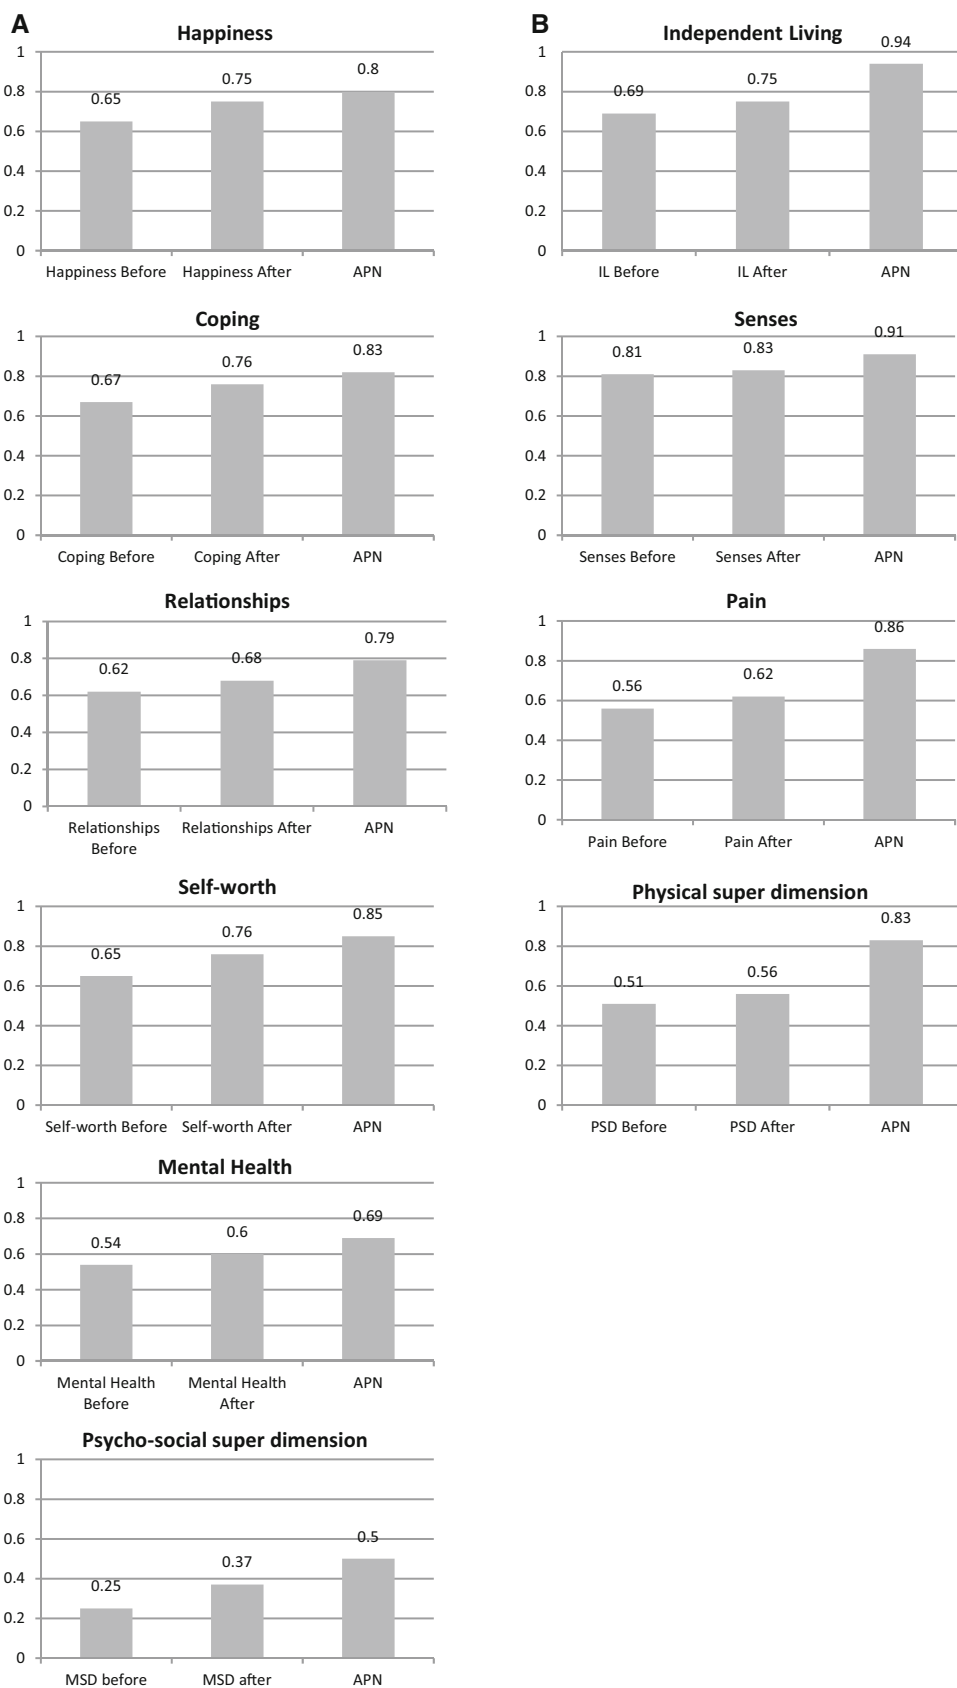 A
Happiness
1
0.8
0.6
0.4
0.2
0
0.65
0.75
0.8
Happiness Before
Happiness After
APN
Coping
1
0.8
0.6
0.4
0.2
0
0.67
0.76
0.83
Coping Before
Coping After
APN
Relationships
1
0.8
0.6
0.4
0.2
0
0.62
0.68
0.79
Relationships
Before
Relationships After
APN
Self-worth
1
0.8
0.6
0.4
0.2
0
0.65
0.76
0.85
Self-worth Before
Self-worth After
APN
Mental Health
1
0.8
0.6
0.4
0.2
0
0.54
0.6
0.69
Mental Health
Before
Mental Health
After
APN
Psycho-social super dimension
1
0.8
0.6
0.4
0.2
0
0.25
0.37
0.5
MSD before
MSD after
APN
B
Independent Living
1
0.8
0.6
0.4
0.2
0
0.69
0.75
0.94
IL Before
IL After
APN
Senses
1
0.8
0.6
0.4
0.2
0
0.81
0.83
0.91
Senses Before
Senses After
APN
Pain
1
0.8
0.6
0.4
0.2
0
0.56
0.62
0.86
Pain Before
Pain After
APN
Physical super dimension
1
0.8
0.6
0.4
0.2
0
0.51
0.56
0.83
PSD Before
PSD After
APN